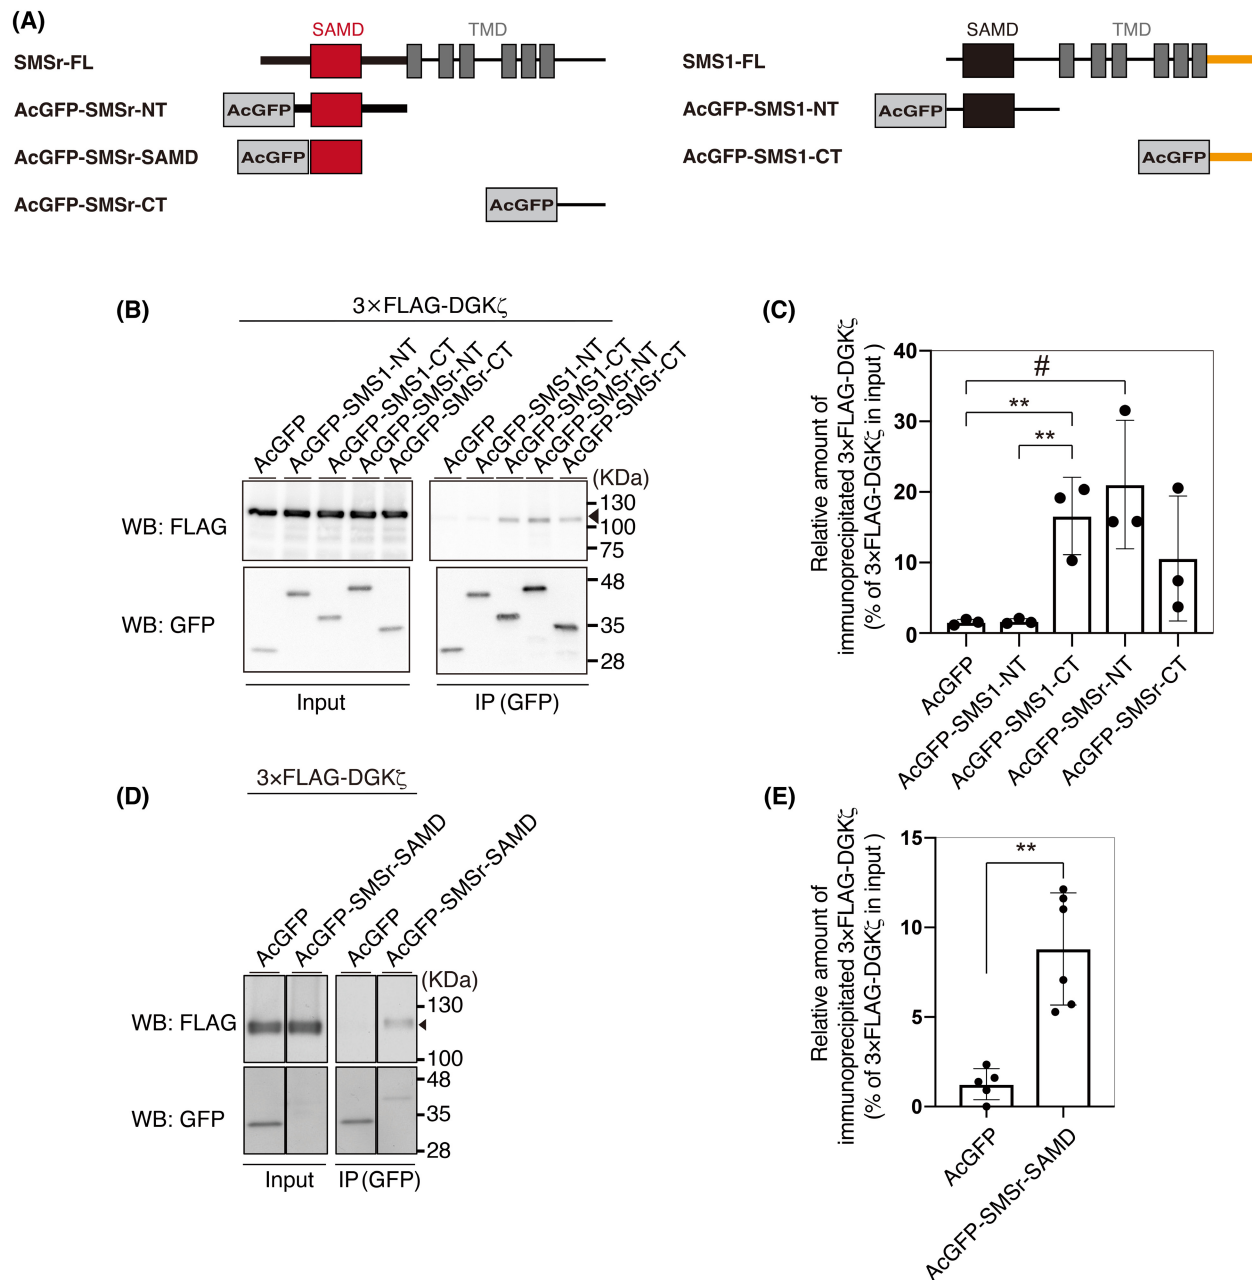 (A)
SAMD TMD
SMSr-FL
AcGFP-SMSr-NT AcGFP
AcGFP-SMSr-SAMD AcGFP
AcGFP-SMSr-CT AcGFP
SAMD TMD
SMS1-FL
AcGFP-SMS1-NT AcGFP
AcGFP-SMS1-CT AcGFP
(B)
3×FLAG-DGKζ
AcGFP
AcGFP-SMS1-NT
AcGFP-SMS1-CT
AcGFP-SMSr-NT
AcGFP-SMSr-CT
AcGFP
AcGFP-SMS1-NT
AcGFP-SMS1-CT
AcGFP-SMSr-NT
AcGFP-SMSr-CT
(KDa)
WB: FLAG
130
100
75
WB: GFP
48
35
28
Input IP (GFP)
(C)
Relative amount of
immunoprecipitated 3×FLAG-DGKζ
(% of 3×FLAG-DGKζ in input )
40
30
20
10
0
#
**
**
AcGFP
AcGFP-SMS1-NT
AcGFP-SMS1-CT
AcGFP-SMSr-NT
AcGFP-SMSr-CT
(D)
3×FLAG-DGKζ
AcGFP
AcGFP-SMSr-SAMD
AcGFP
AcGFP-SMSr-SAMD
(KDa)
WB: FLAG
130
100
WB: GFP
48
35
28
Input IP (GFP)
(E)
Relative amount of
immunoprecipitated 3×FLAG-DGKζ
(% of 3×FLAG-DGKζ in input )
15
10
5
0
**
AcGFP
AcGFP-SMSr-SAMD